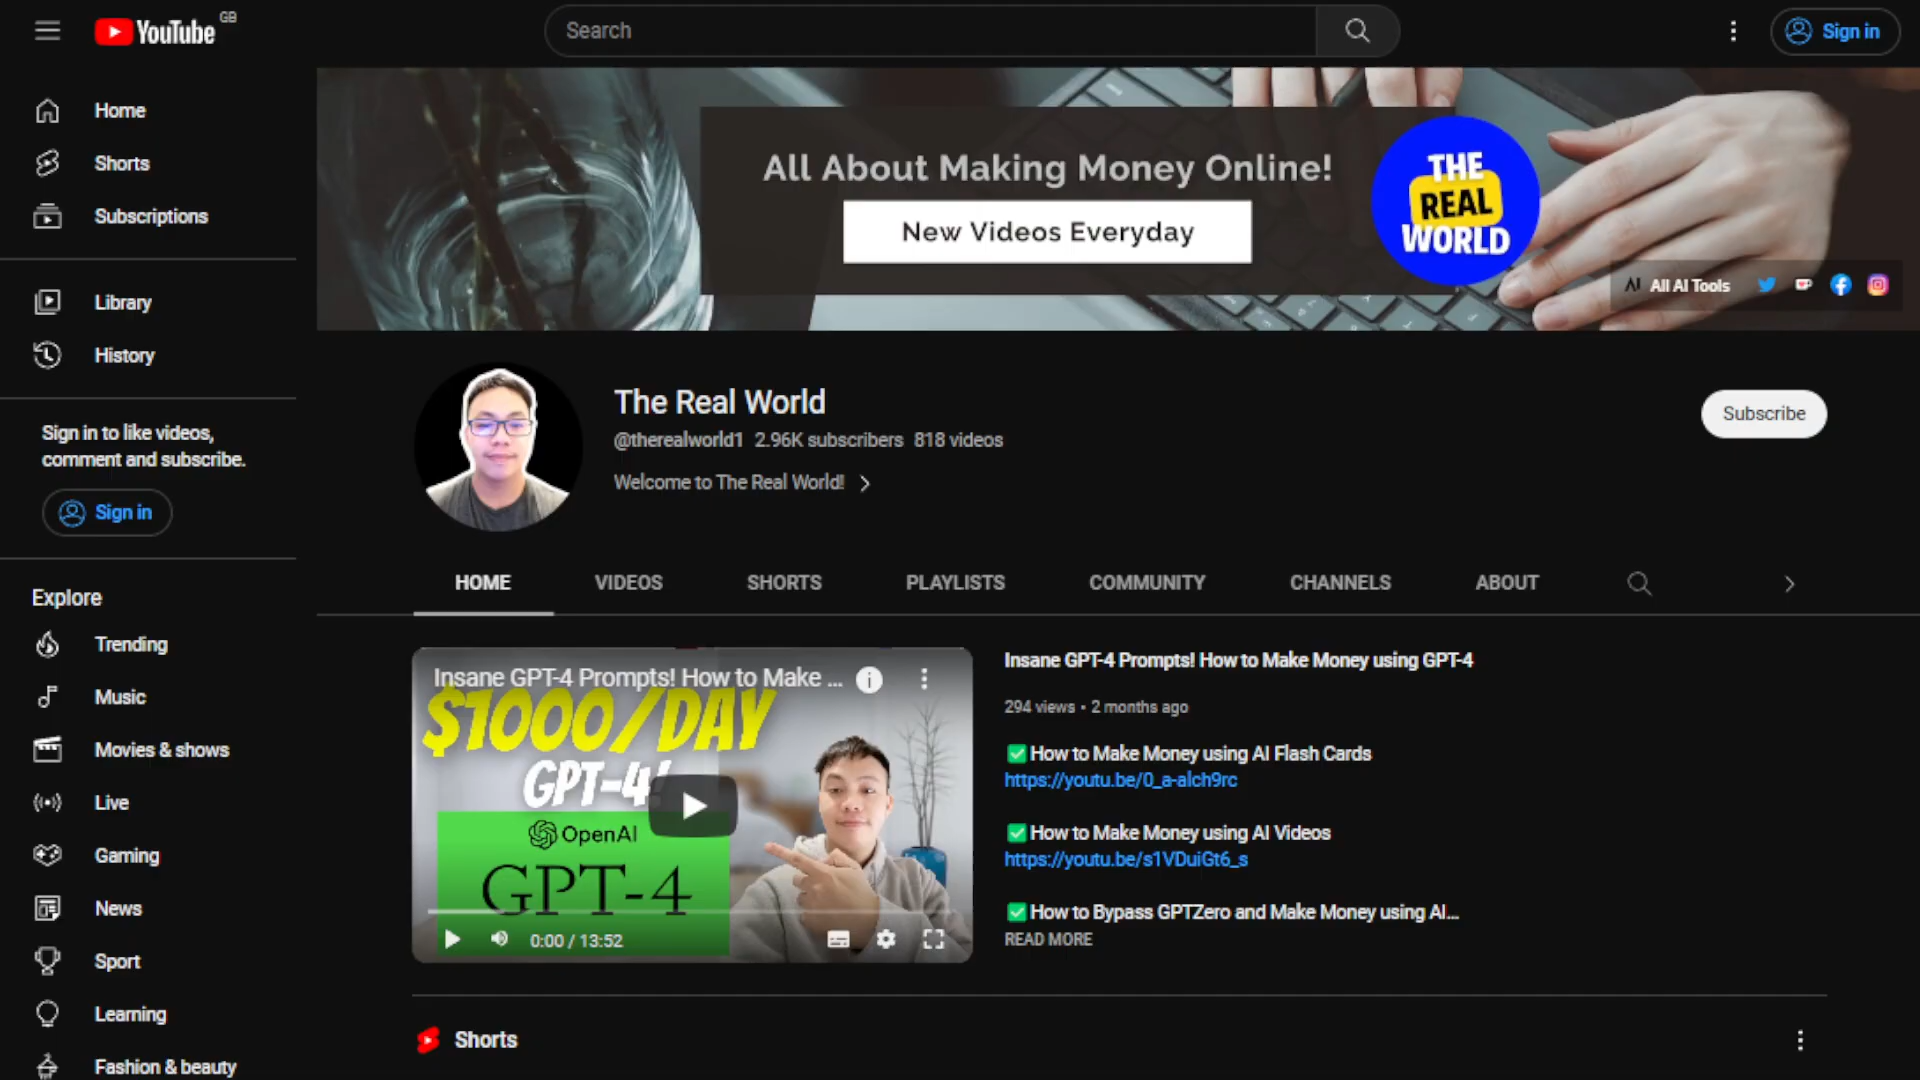 YouTube GB
Search
Sign in
Home
Shorts
Subscriptions
Library
History
Sign in to like videos,
comment and subscribe.
Sign in
Explore
Trending
Music
Movies & shows
Live
Gaming
News
Sport
Learning
Fashion & beauty
All About Making Money Online!
New Videos Everyday
THE
REAL
WORLD
AI All AI Tools
The Real World
@therealworld1 2.96K subscribers 818 videos
Welcome to The Real World!
Subscribe
HOME VIDEOS SHORTS PLAYLISTS COMMUNITY CHANNELS ABOUT
Insane GPT-4 Prompts! How to Make ...
$1000/DAY
GPT-4!
OpenAI
GPT-4
0:00 / 13:52
Insane GPT-4 Prompts! How to Make Money using GPT-4
294 views • 2 months ago
✅How to Make Money using AI Flash Cards
https://youtu.be/0_a-alch9rc
✅How to Make Money using AI Videos
https://youtu.be/s1VDuiGt6_s
✅How to Bypass GPTZero and Make Money using AI...
READ MORE
Shorts